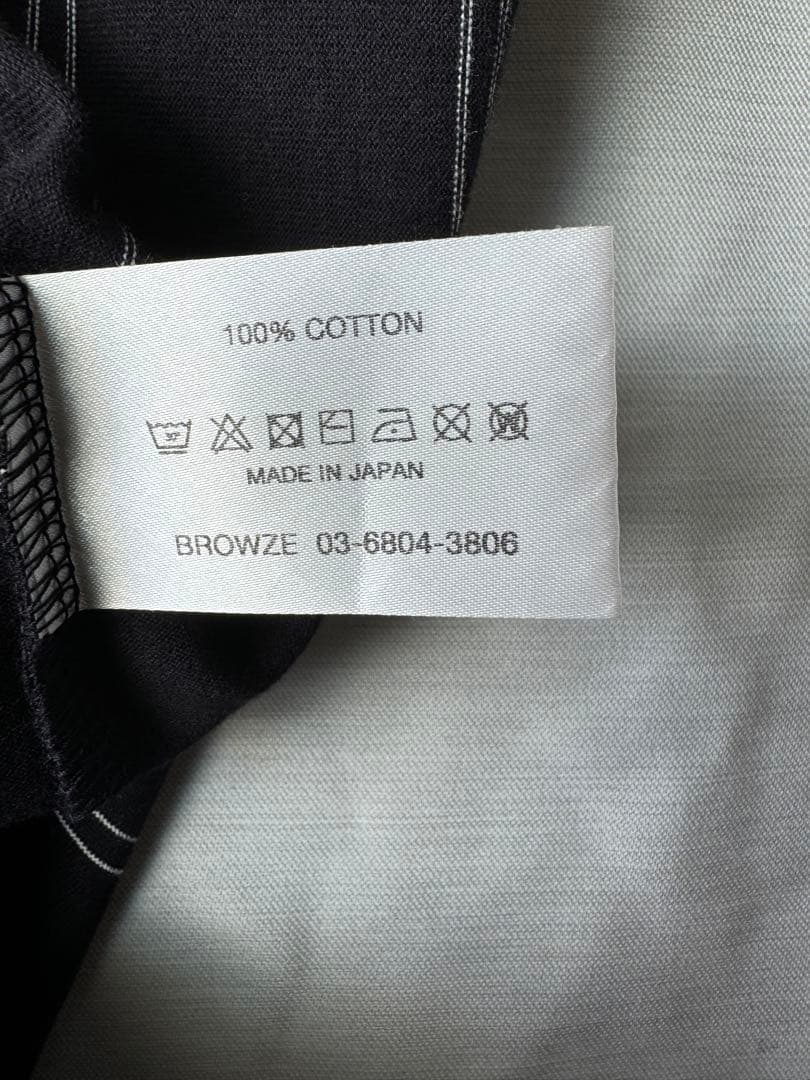 100% COTTON
MADE IN JAPAN
BROWZE 03-6804-3806